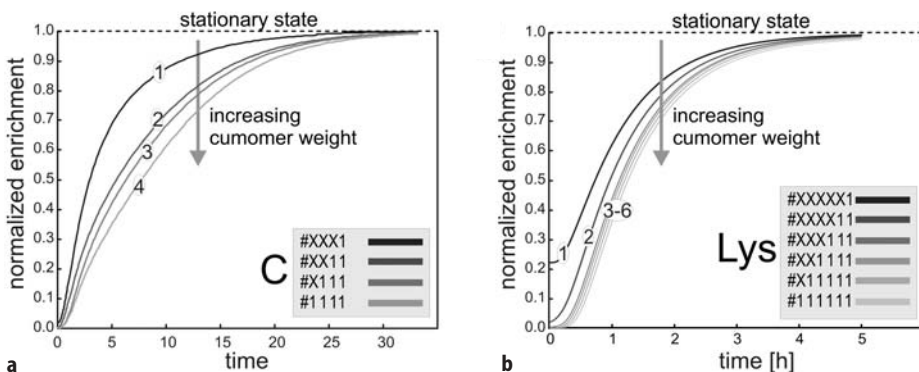 stationary state
normalized enrichment
1.0
0.9
0.8
0.7
0.6
0.5
0.4
0.3
0.2
0.1
0.0
1
2
3
4
increasing
cumomer weight
C
#XXX1
#XX11
#X111
#1111
0 5 10 15 20 25 30
time
a
stationary state
normalized enrichment
1.0
0.9
0.8
0.7
0.6
0.5
0.4
0.3
0.2
0.1
0.0
1
2
3-6
increasing
cumomer weight
Lys
#XXXXX1
#XXXX11
#XXX111
#XX1111
#X11111
#111111
0 1 2 3 4 5
time [h]
b